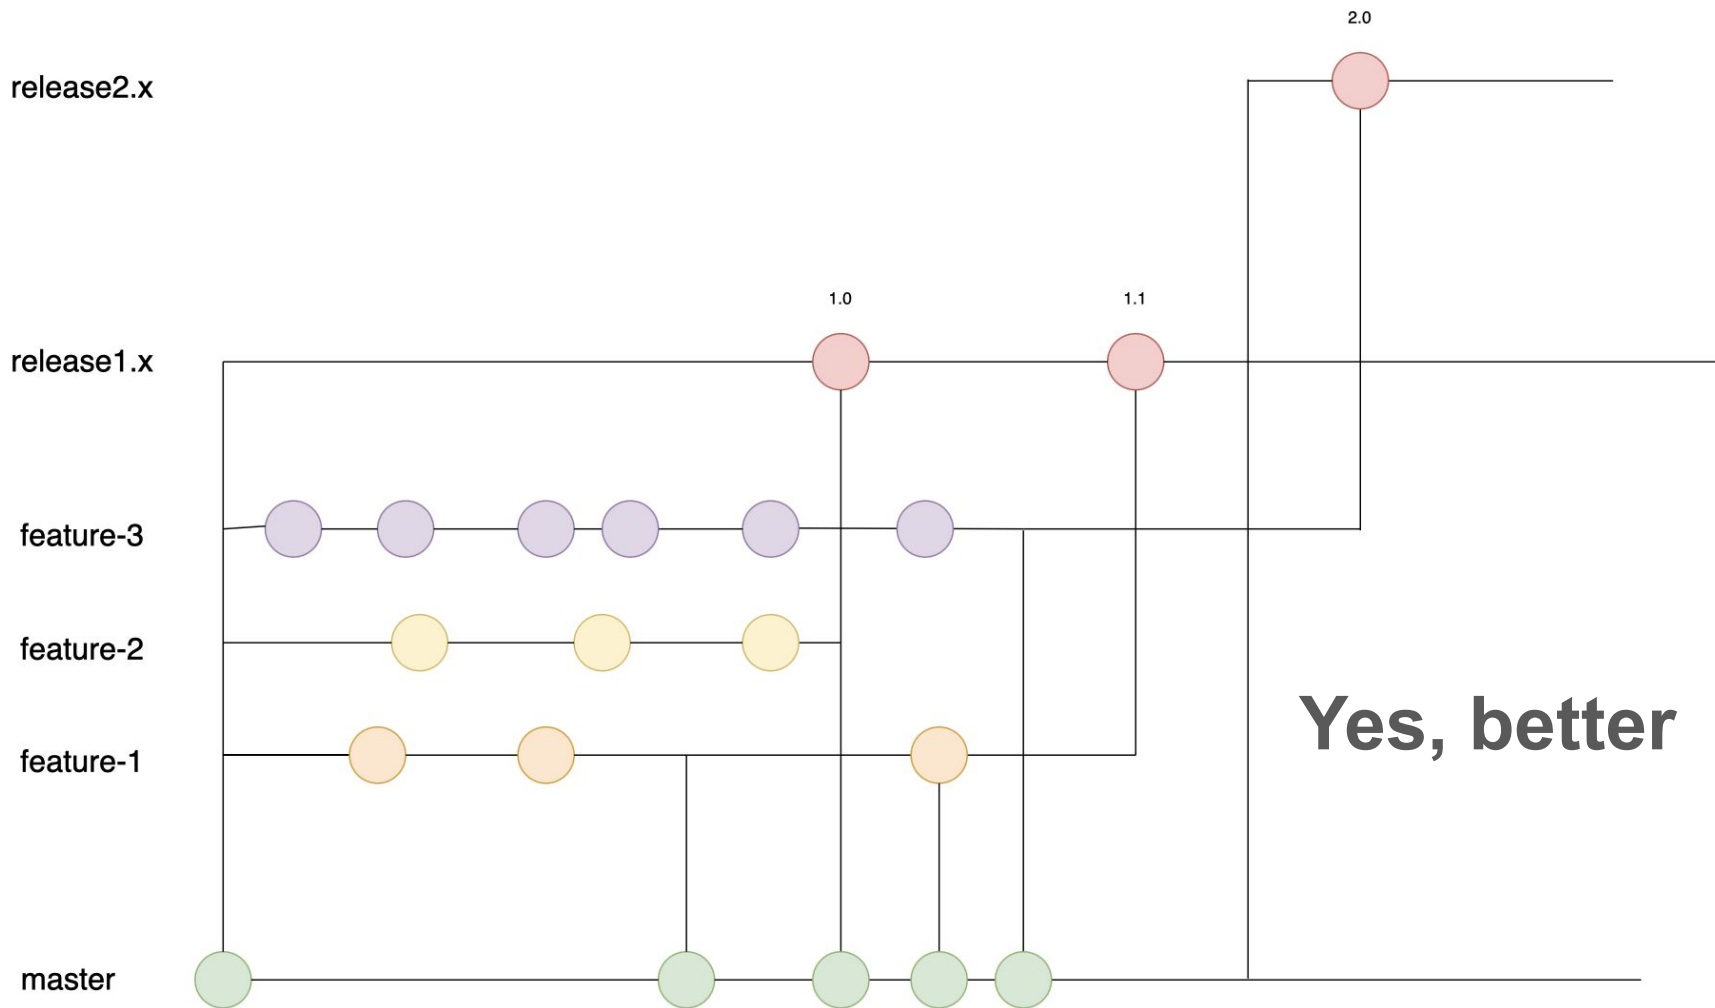 2.0
release2.x
1.0
1.1
release1.x
feature-3
feature-2
Yes, better
feature-1
master